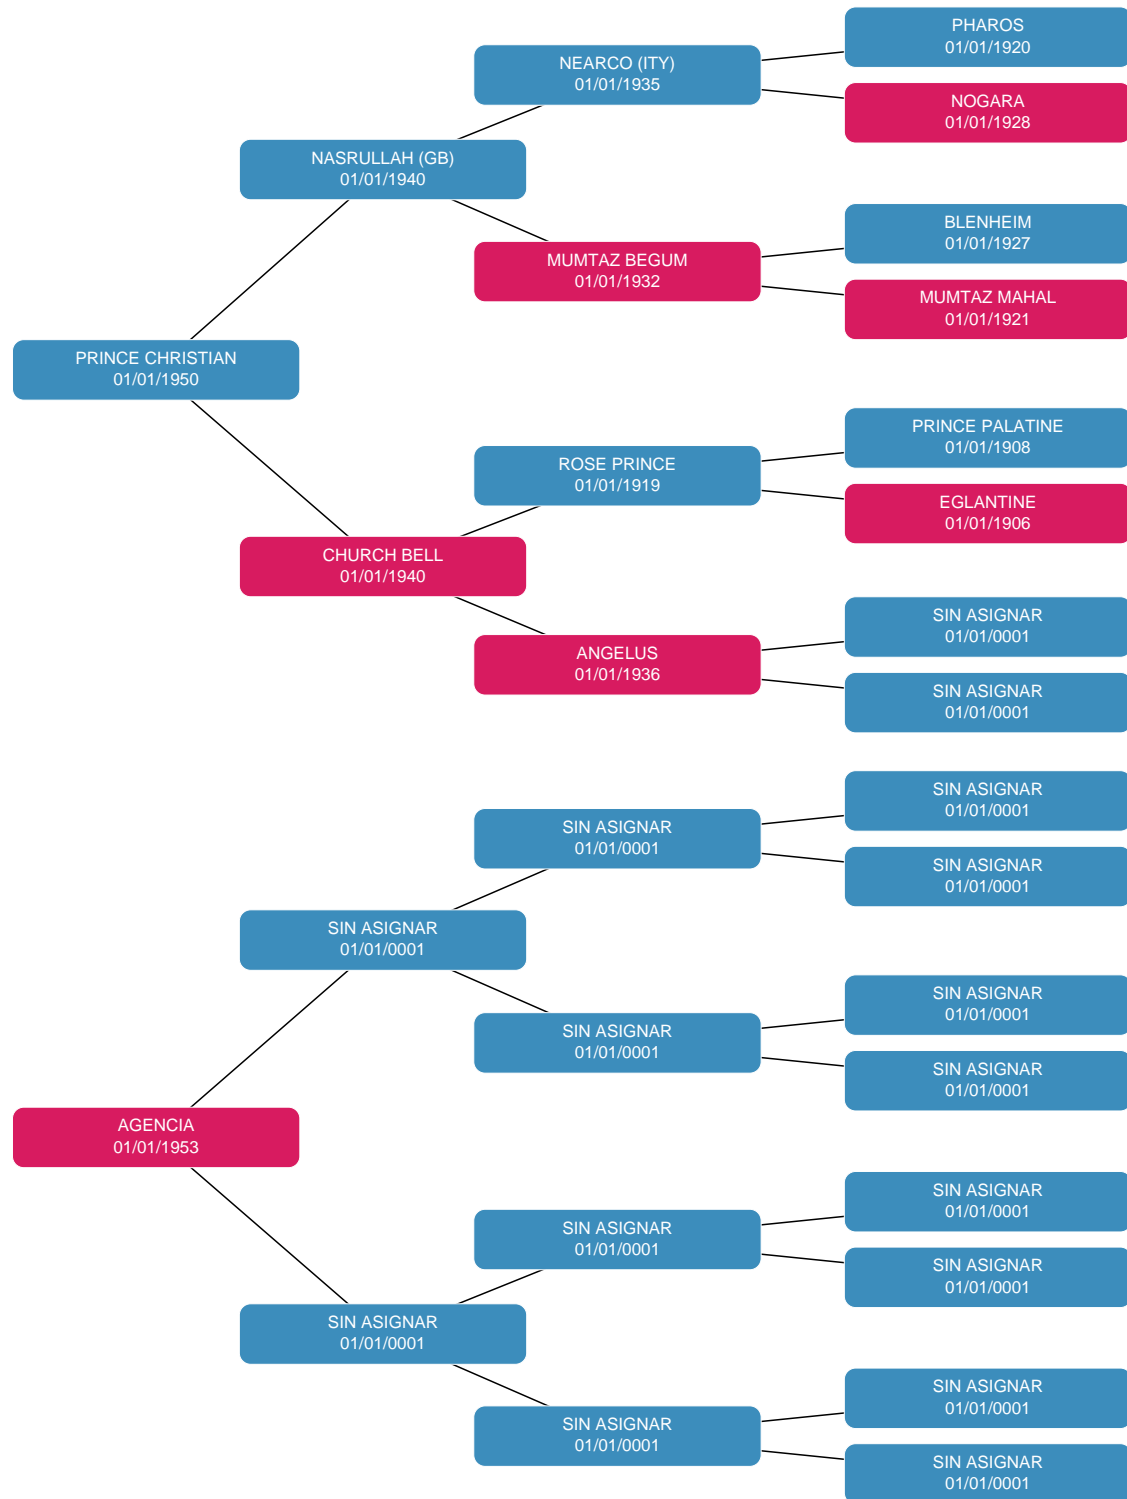 PHAROS
01/01/1920
NEARCO (ITY)
01/01/1935
NOGARA
01/01/1928
NASRULLAH (GB)
01/01/1940
BLENHEIM
01/01/1927
MUMTAZ BEGUM
01/01/1932
MUMTAZ MAHAL
01/01/1921
PRINCE CHRISTIAN
01/01/1950
PRINCE PALATINE
01/01/1908
ROSE PRINCE
01/01/1919
EGLANTINE
01/01/1906
CHURCH BELL
01/01/1940
SIN ASIGNAR
01/01/0001
ANGELUS
01/01/1936
SIN ASIGNAR
01/01/0001
SIN ASIGNAR
01/01/0001
SIN ASIGNAR
01/01/0001
SIN ASIGNAR
01/01/0001
SIN ASIGNAR
01/01/0001
SIN ASIGNAR
01/01/0001
SIN ASIGNAR
01/01/0001
SIN ASIGNAR
01/01/0001
AGENCIA
01/01/1953
SIN ASIGNAR
01/01/0001
SIN ASIGNAR
01/01/0001
SIN ASIGNAR
01/01/0001
SIN ASIGNAR
01/01/0001
SIN ASIGNAR
01/01/0001
SIN ASIGNAR
01/01/0001
SIN ASIGNAR
01/01/0001